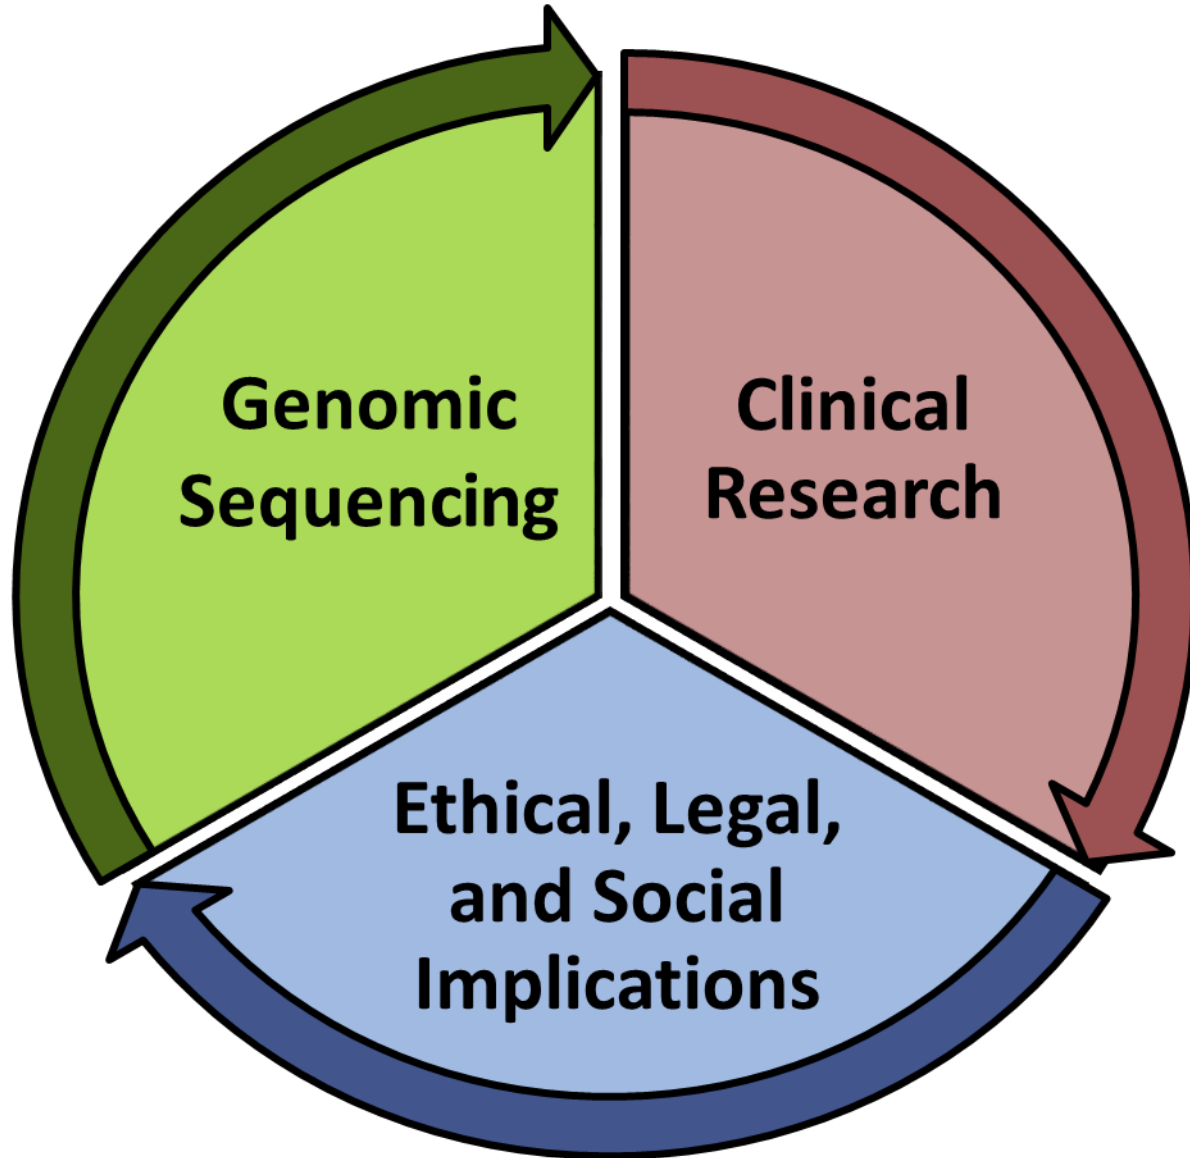 Genomic
Sequencing
Clinical
Research
Ethical, Legal,
and Social
Implications